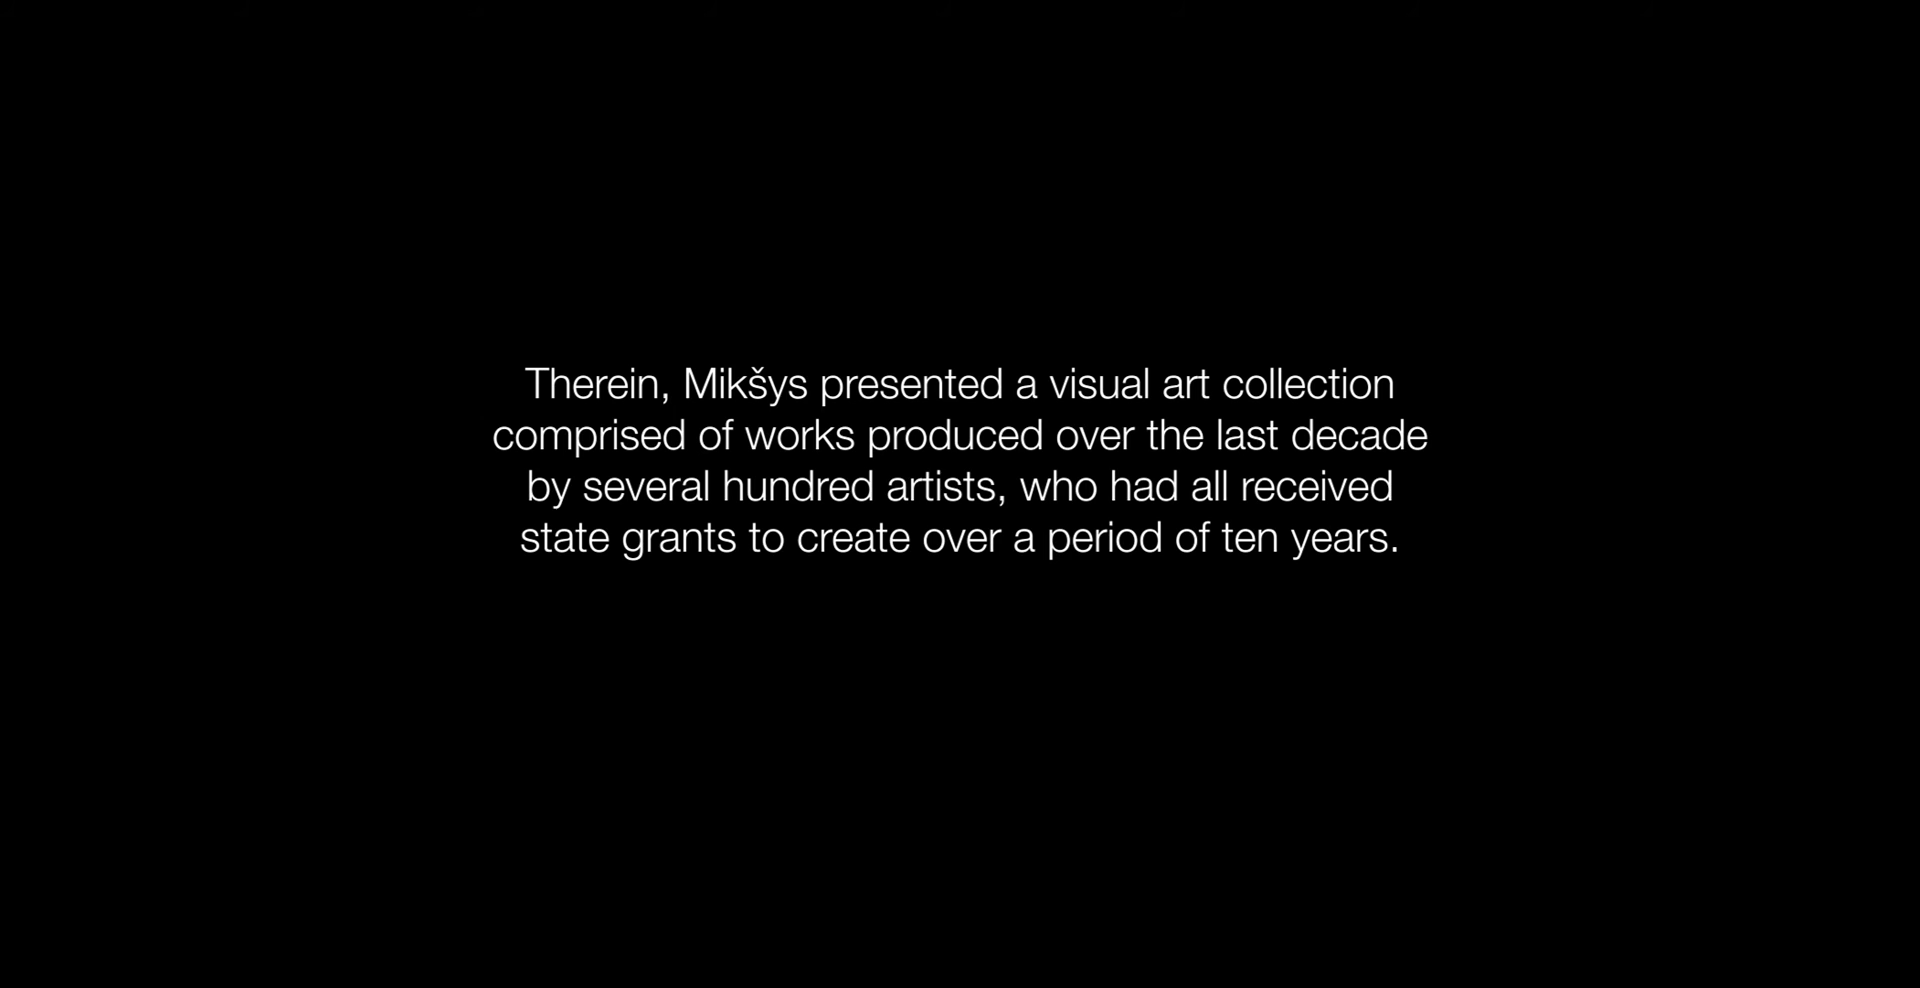 Therein, Mikšys presented a visual art collection
comprised of works produced over the last decade
by several hundred artists, who had all received
state grants to create over a period of ten years.